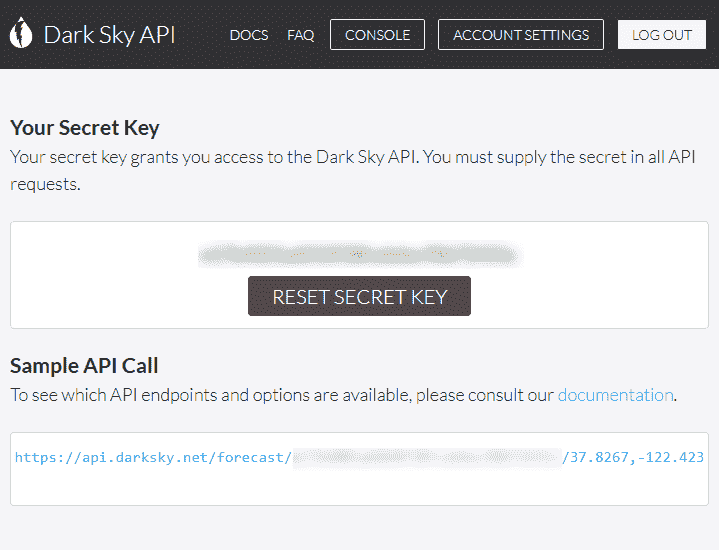 Dark Sky API DOCS FAQ CONSOLE ACCOUNT SETTINGS LOG OUT
Your Secret Key
Your secret key grants you access to the Dark Sky API. You must supply the secret in all API
requests.
RESET SECRET KEY
Sample API Call
To see which API endpoints and options are available, please consult our documentation.
https://api.darksky.net/forecast/ /37.8267,-122.423